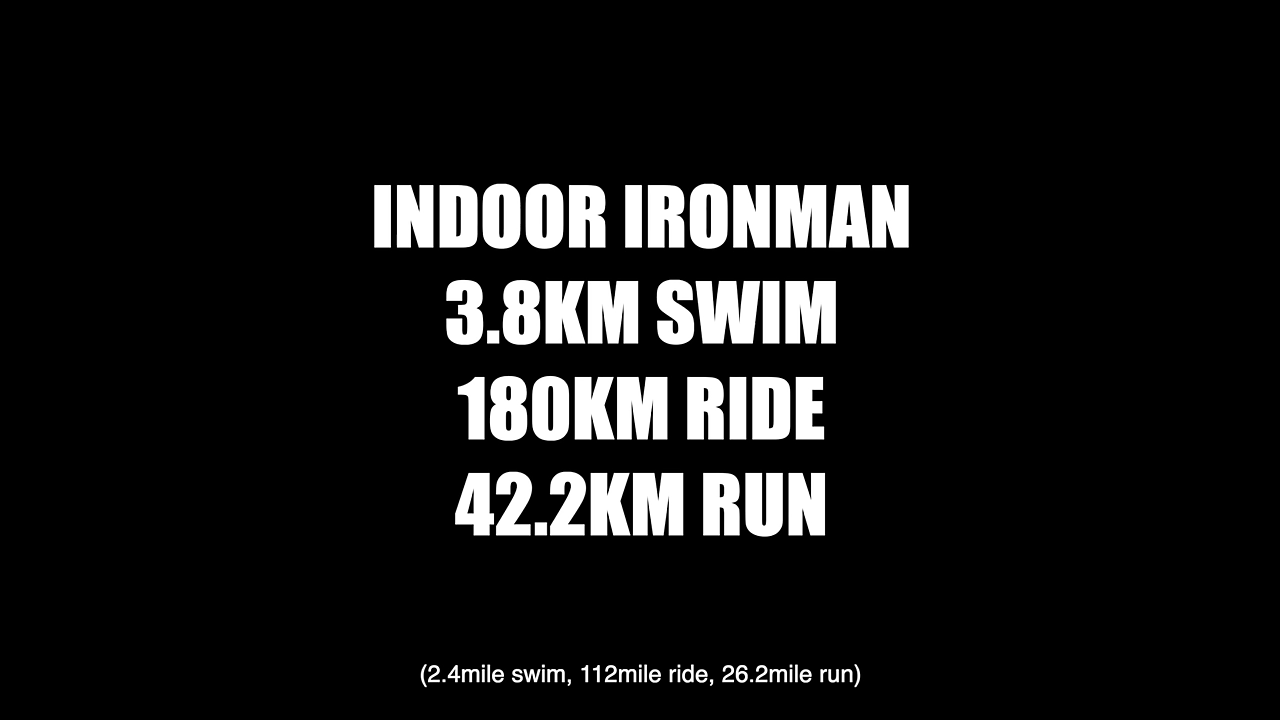 INDOOR IRONMAN
3.8KM SWIM
180KM RIDE
42.2KM RUN
(2.4mile swim, 112mile ride, 26.2mile run)